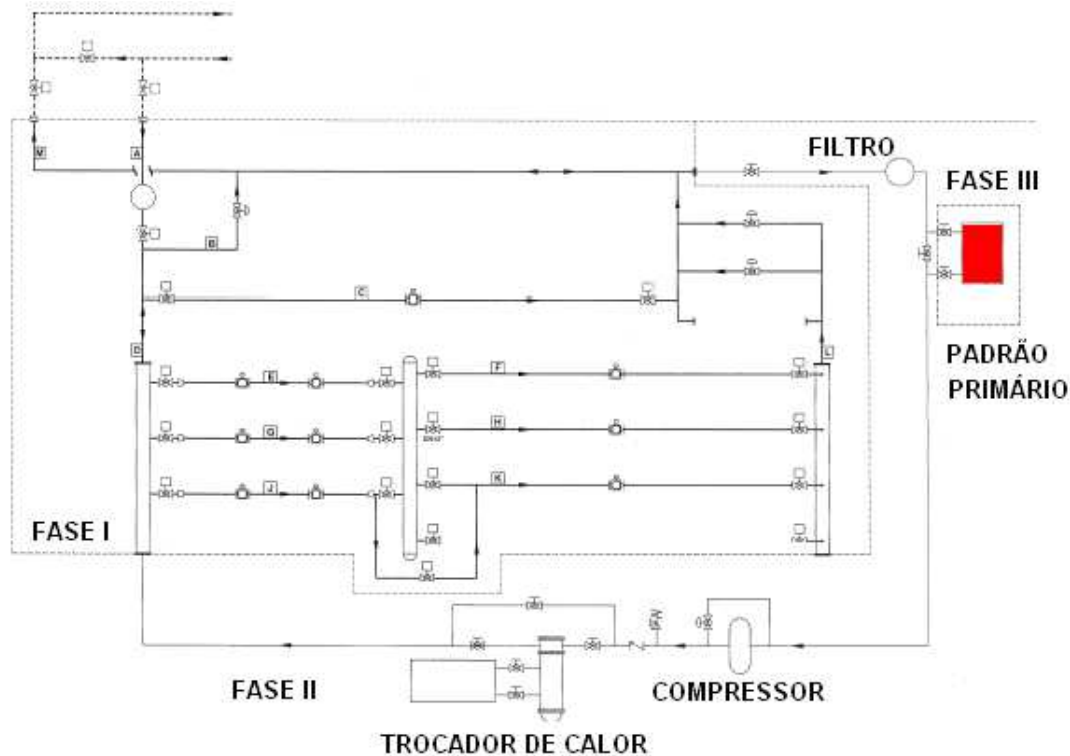 FILTRO
M
A
FASE III
B
C
D
L
PADRÃO
PRIMÁRIO
E
F
G
H
J
K
FASE I
FASE II
COMPRESSOR
TROCADOR DE CALOR